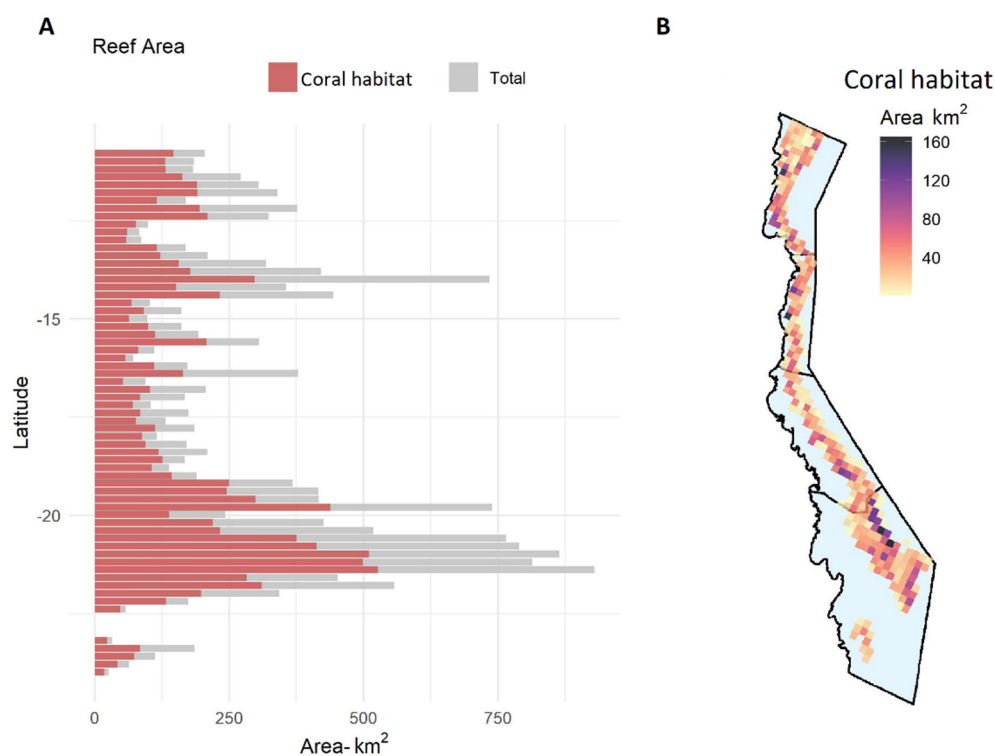 A
Reef Area
Coral habitat
Total
Latitude
-15
-20
0
250
500
750
Area- km²
B
Coral habitat
Area km²
160
120
80
40